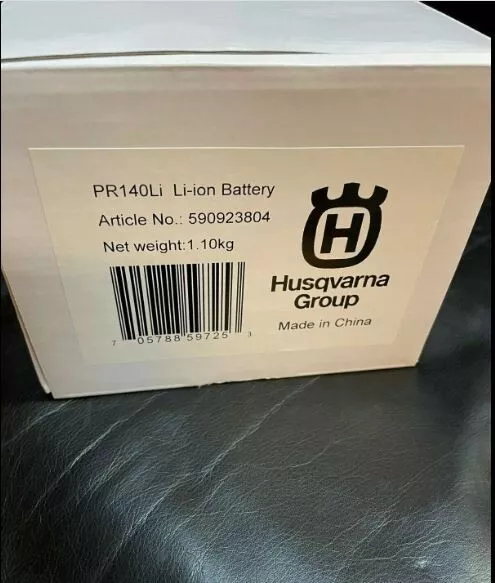 PR140Li Li-ion Battery
Article No.: 590923804
Net weight:1.10kg
7 05788 59725 3
H
Husqvarna
Group
Made in China